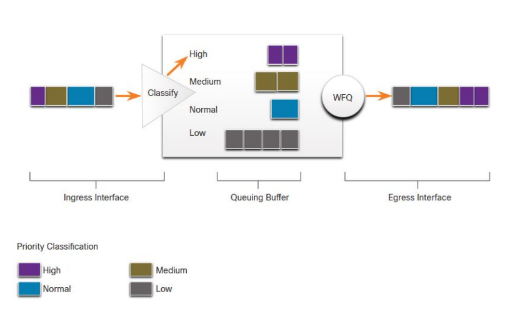 High
Medium
Classify
WFQ
Normal
Low
Ingress Interface
Queuing Buffer
Egress Interface
Priority Classification
High
Medium
Normal
Low